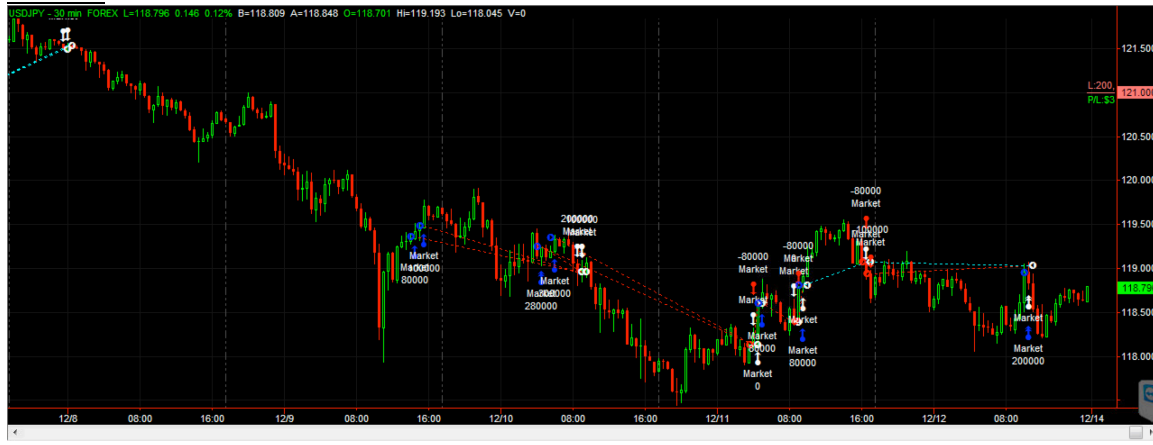 USDJPY - 30 min FOREX L=118.796 0.146 0.12% B=118.809 A=118.848 O=118.701 Hi=119.193 Lo=118.045 V=0
121.500
L:200,
121.000
P/L:$3
120.500
120.000
119.500
119.000
118.796
118.500
118.000
Market
80000
Market
Market
280000
Market
Market
-80000
Market
Market
80000
Market
0
-80000
Market
Market
Market
80000
-80000
Market
Market
-100000
Market
Market
Market
200000
12/8 08:00 16:00 12/9 08:00 16:00 12/10 08:00 16:00 12/11 08:00 16:00 12/12 08:00 12/14